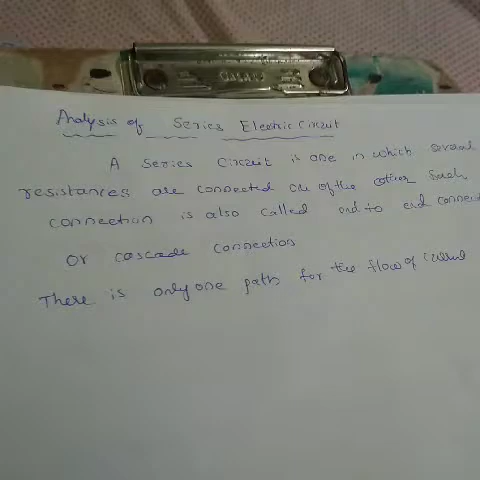 Analysis of Series Electric Circuit
A Series Circuit is one in which several
resistances are connected one of the other such
connection is also called end to end connect
or cascade connection
There is only one path for the flow of current